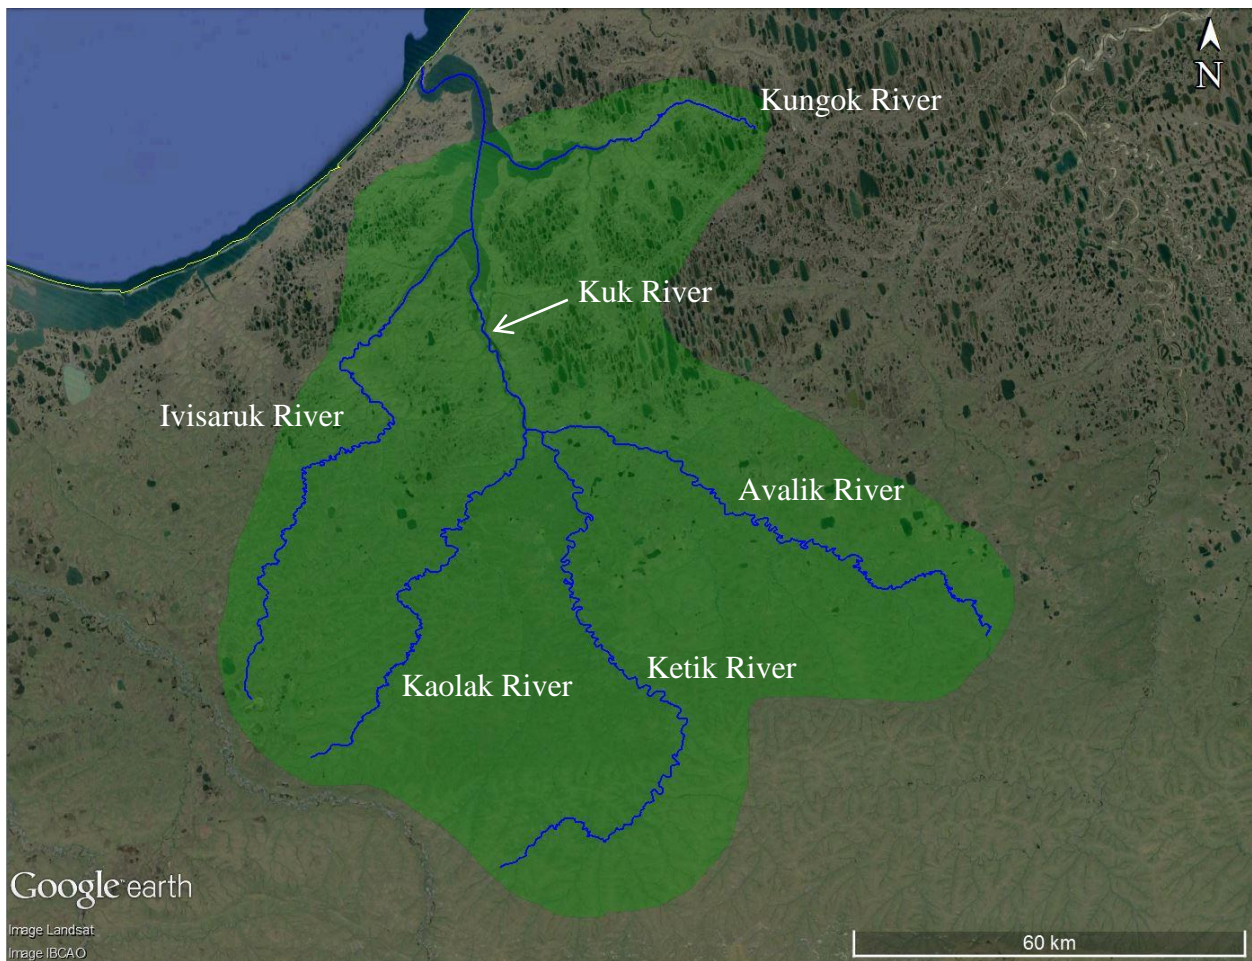 N
Kungok River
Kuk River
Ivisaruk River
Avalik River
Ketik River
Kaolak River
Google earth
Image Landsat
Image IBCAO
60 km